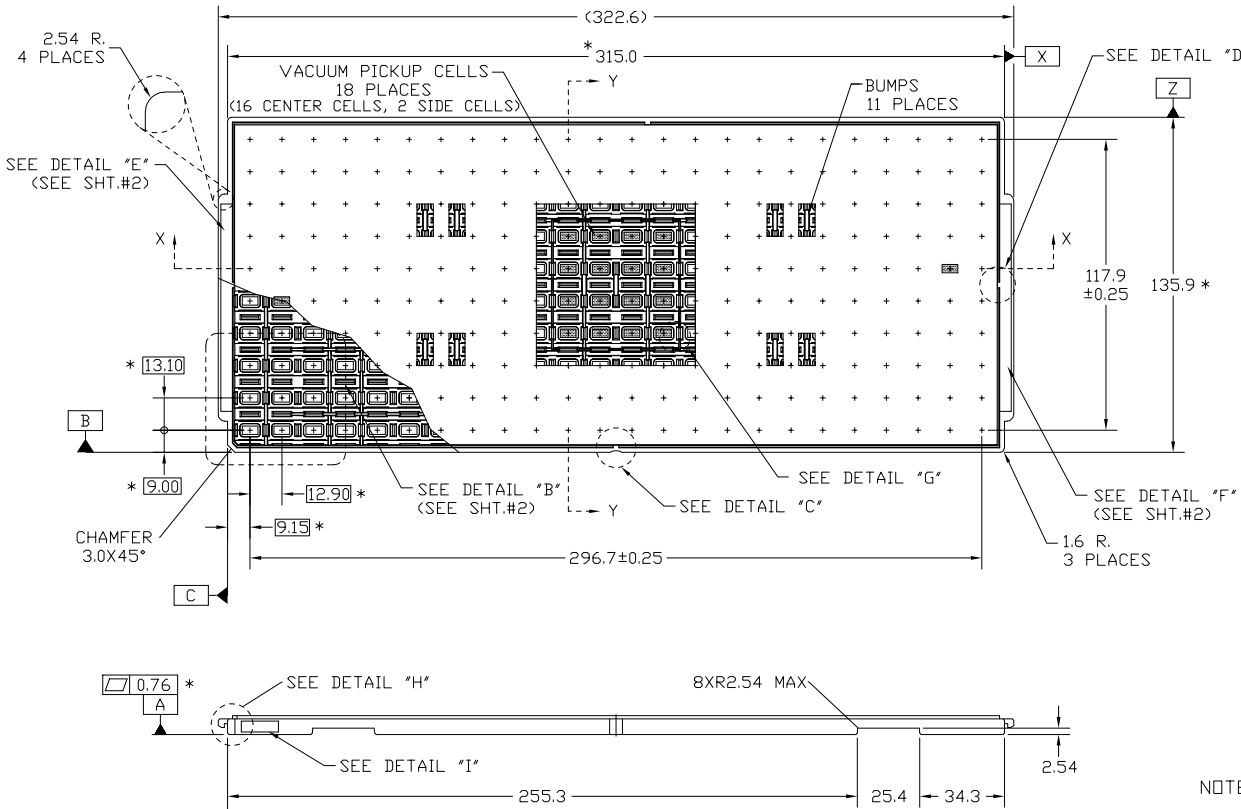 (322.6)
* 315.0
X
2.54 R.
4 PLACES
VACUUM PICKUP CELLS
18 PLACES
(16 CENTER CELLS, 2 SIDE CELLS)
Y
BUMPS
11 PLACES
SEE DETAIL "D
Z
SEE DETAIL "E"
(SEE SHT.#2)
X
X
117.9
±0.25
135.9 *
* 13.10
B
* 9.00
12.90 *
9.15 *
CHAMFER
3.0X45°
C
SEE DETAIL "B"
(SEE SHT.#2)
Y
SEE DETAIL "C"
SEE DETAIL "G"
SEE DETAIL "F"
(SEE SHT.#2)
1.6 R.
3 PLACES
296.7±0.25
⏥ 0.76 *
A
SEE DETAIL "H"
8XR2.54 MAX
SEE DETAIL "I"
2.54
255.3
25.4
34.3
NOTE